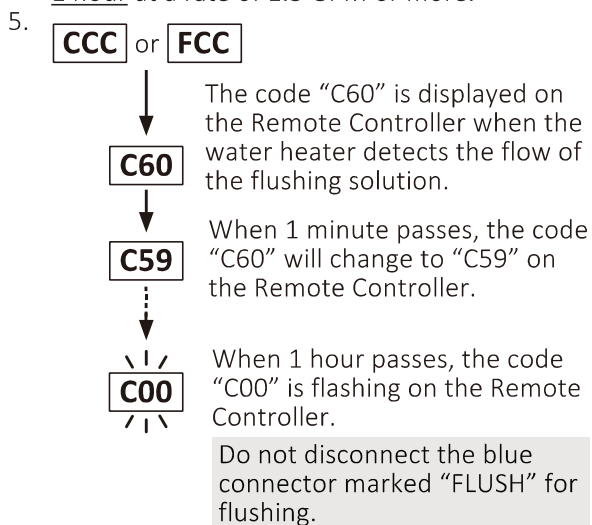 hour at a rate of GPM or more.
5.
CCC or FCC
The code “C60” is displayed on
the Remote Controller when the
water heater detects the flow of
the flushing solution.
C60
When 1 minute passes, the code
“C60” will change to “C59” on
the Remote Controller.
C59
When 1 hour passes, the code
“C00” is flashing on the Remote
Controller.
C00
Do not disconnect the blue
connector marked “FLUSH” for
flushing.